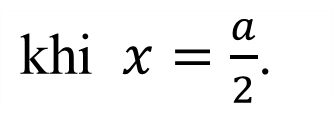 khi x = a/2.